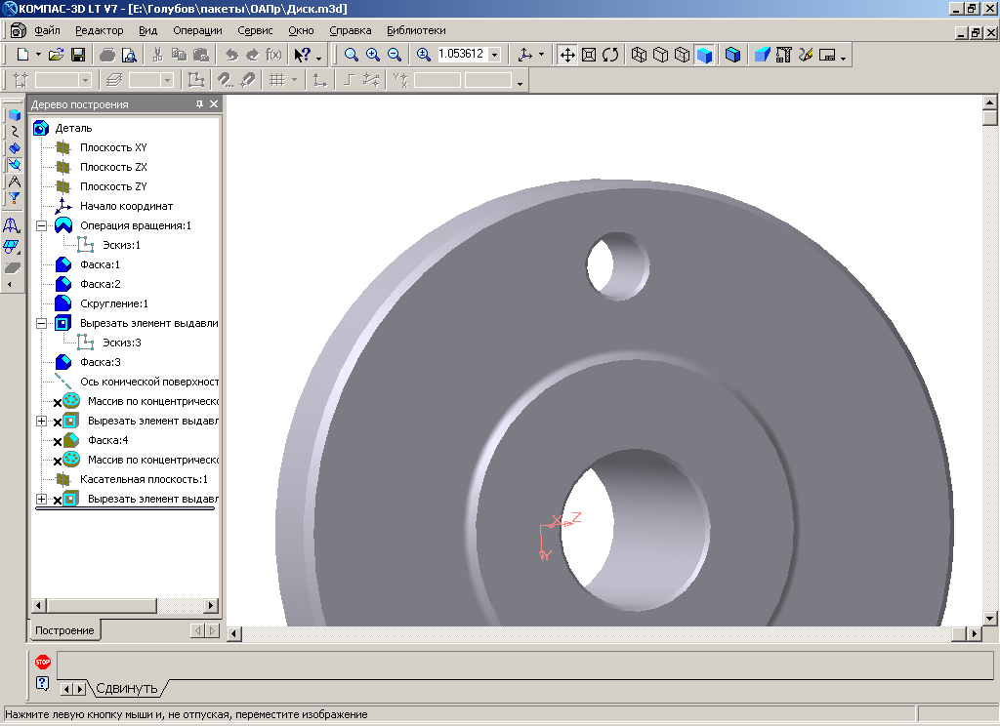 КОМПАС-3D LT V7 - [E:\Голубов\пакеты\ОАПр\Диск.m3d]
Файл Редактор Вид Операции Сервис Окно Справка Библиотеки
f(x) 1.053612
Дерево построения
Деталь
Плоскость XY
Плоскость ZX
Плоскость ZY
Начало координат
Операция вращения:1
Эскиз:1
Фаска:1
Фаска:2
Скругление:1
Вырезать элемент выдавли
Эскиз:3
Фаска:3
Ось конической поверхност
Массив по концентрическо
Вырезать элемент выдавл
Фаска:4
Массив по концентрическо
Касательная плоскость:1
Вырезать элемент выдавл
X Z
Y
Построение
STOP
Сдвинуть
Нажмите левую кнопку мыши и, не отпуская, переместите изображение